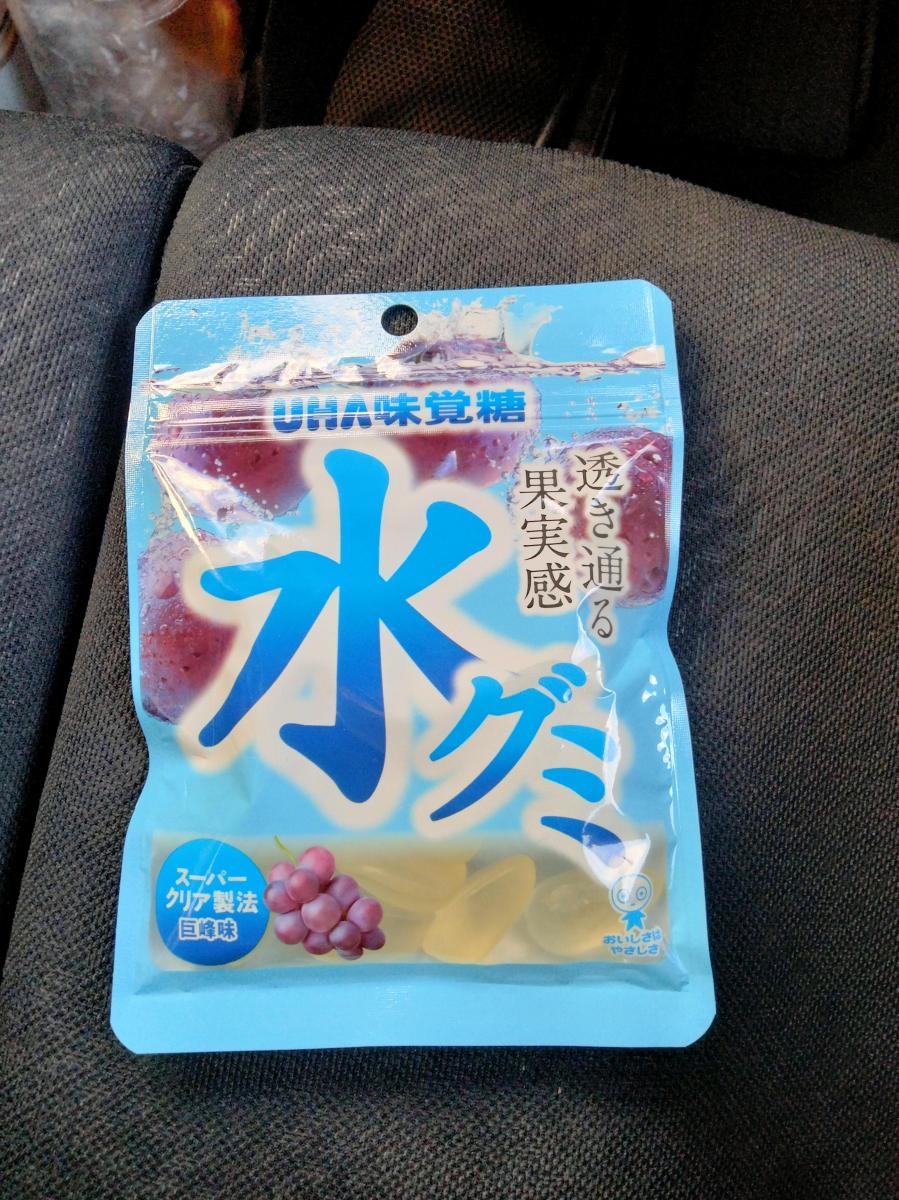 UHA味覚糖
透き通る
果実感
水グミ
スーパー
クリア製法
巨峰味
おいしさは
やさしさ